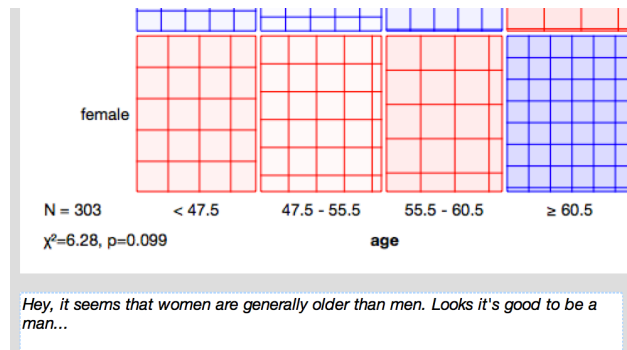 female
N = 303
< 47.5
47.5 - 55.5
55.5 - 60.5
≥ 60.5
χ²=6.28, p=0.099
age
Hey, it seems that women are generally older than men. Looks it's good to be a
man...